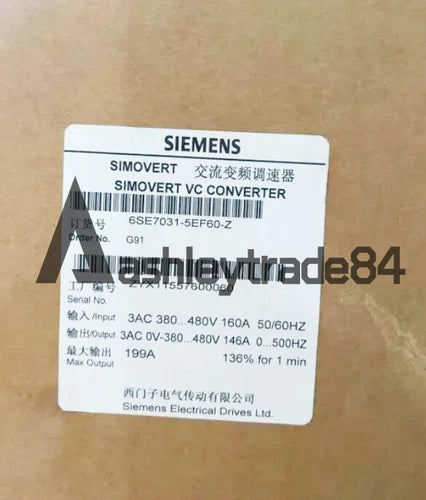 SIEMENS
SIMOVERT 交流变频调速器
SIMOVERT VC CONVERTER
订货号 6SE7031-5EF60-Z
Order No. G91
ashleytrade84
工厂编号
Serial No.
输入/Input 3AC 380...480V 160A 50/60HZ
输出/Output 3AC 0V-380...480V 146A 0...500HZ
最大输出 199A 136% for 1 min
Max Output
西门子电气传动有限公司
Siemens Electrical Drives Ltd.